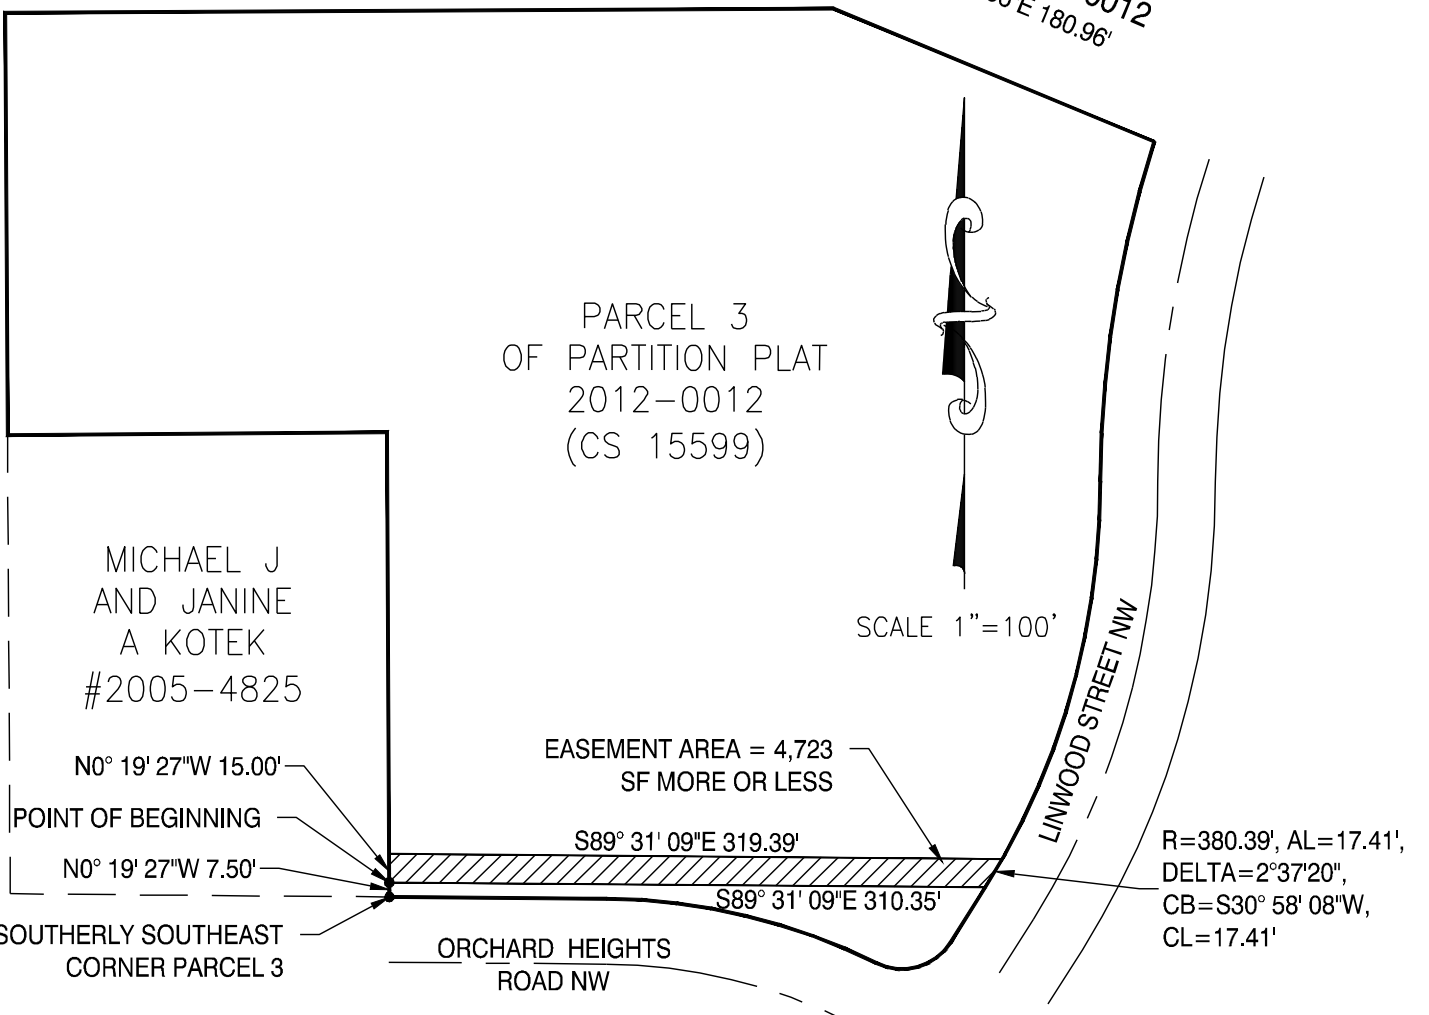 E 180.96'
PARCEL 3
OF PARTITION PLAT
2012-0012
(CS 15599)
MICHAEL J
AND JANINE
A KOTEK
#2005-4825
SCALE 1"=100'
LINWOOD STREET NW
N0° 19' 27"W 15.00'
POINT OF BEGINNING
N0° 19' 27"W 7.50'
SOUTHERLY SOUTHEAST
CORNER PARCEL 3
EASEMENT AREA = 4,723
SF MORE OR LESS
S89° 31' 09"E 319.39'
S89° 31' 09"E 310.35'
R=380.39', AL=17.41',
DELTA=2°37'20",
CB=S30° 58' 08"W,
CL=17.41'
ORCHARD HEIGHTS
ROAD NW